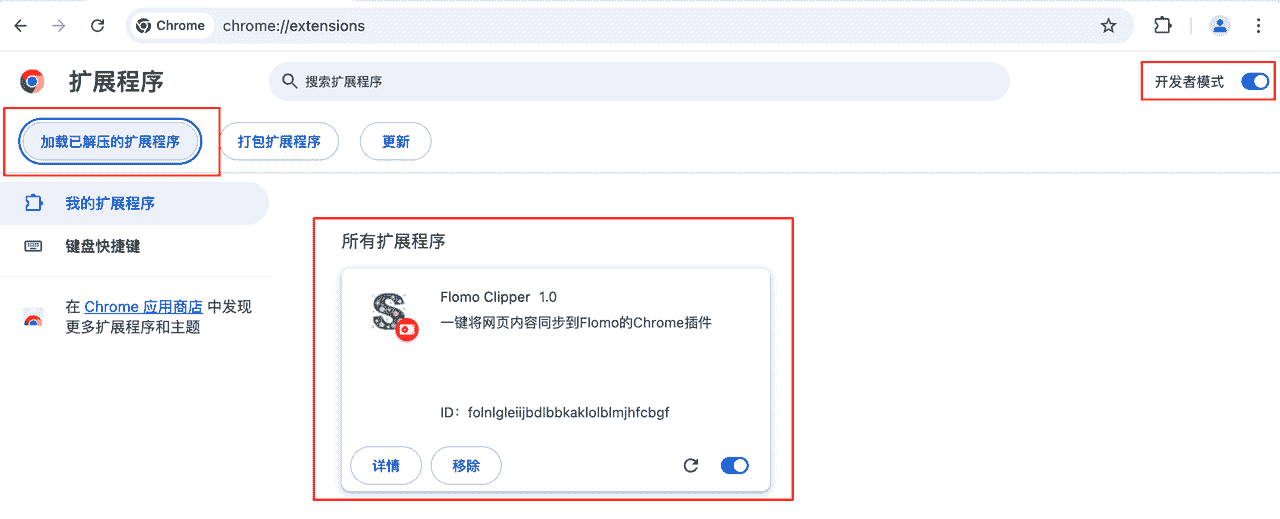 Chrome chrome://extensions
扩展程序
搜索扩展程序
开发者模式
加载已解压的扩展程序
打包扩展程序
更新
我的扩展程序
键盘快捷键
在 Chrome 应用商店 中发现
更多扩展程序和主题
所有扩展程序
Flomo Clipper 1.0
一键将网页内容同步到Flomo的Chrome插件
ID：folnlgleiijbdlbbkaklolblmjhfcbgf
详情
移除